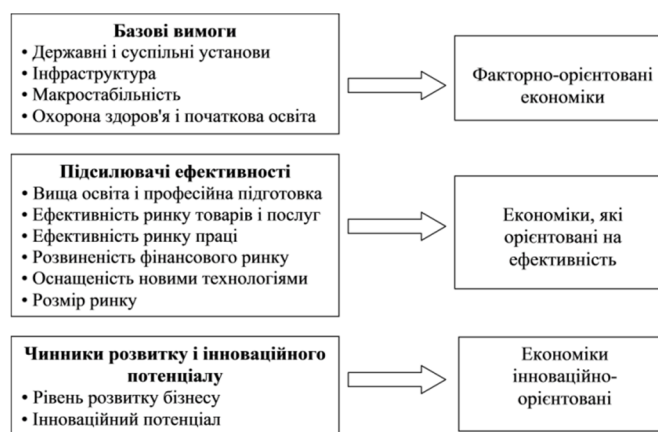 Базові вимоги
• Державні і суспільні установи
• Інфраструктура
• Макростабільність
• Охорона здоров'я і початкова освіта
Факторно-орієнтовані
економіки
Підсилювачі ефективності
• Вища освіта і професійна підготовка
• Ефективність ринку товарів і послуг
• Ефективність ринку праці
• Розвиненість фінансового ринку
• Оснащеність новими технологіями
• Розмір ринку
Економіки, які
орієнтовані на
ефективність
Чинники розвитку і інноваційного
потенціалу
• Рівень розвитку бізнесу
• Інноваційний потенціал
Економіки
інноваційно-
орієнтовані